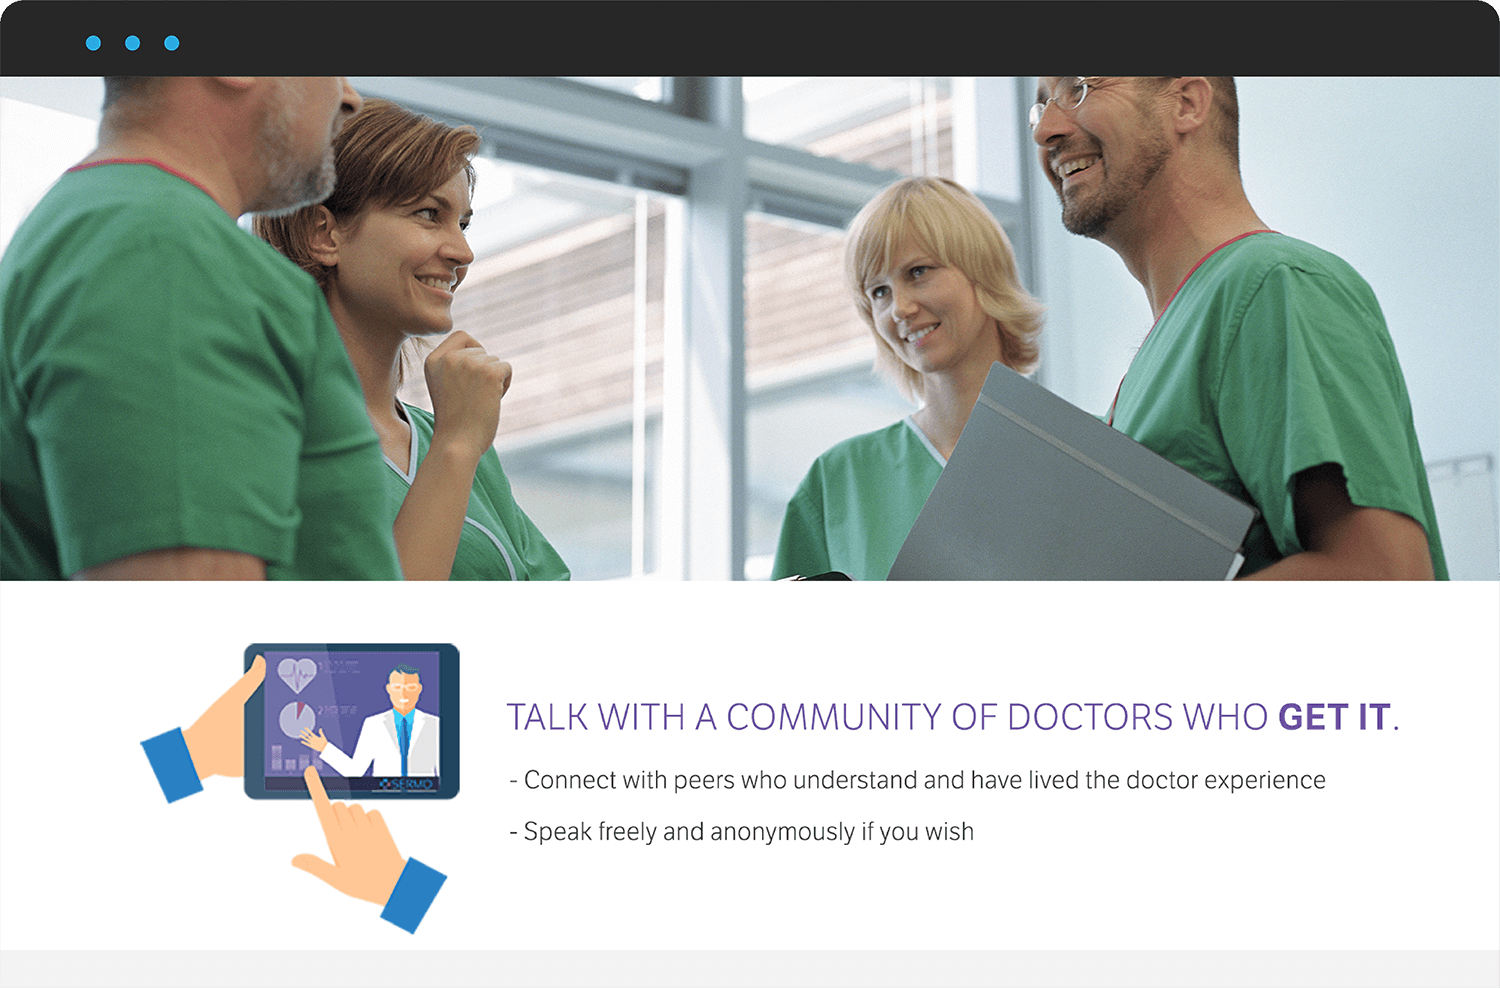 SERMO
TALK WITH A COMMUNITY OF DOCTORS WHO GET IT.
- Connect with peers who understand and have lived the doctor experience
- Speak freely and anonymously if you wish